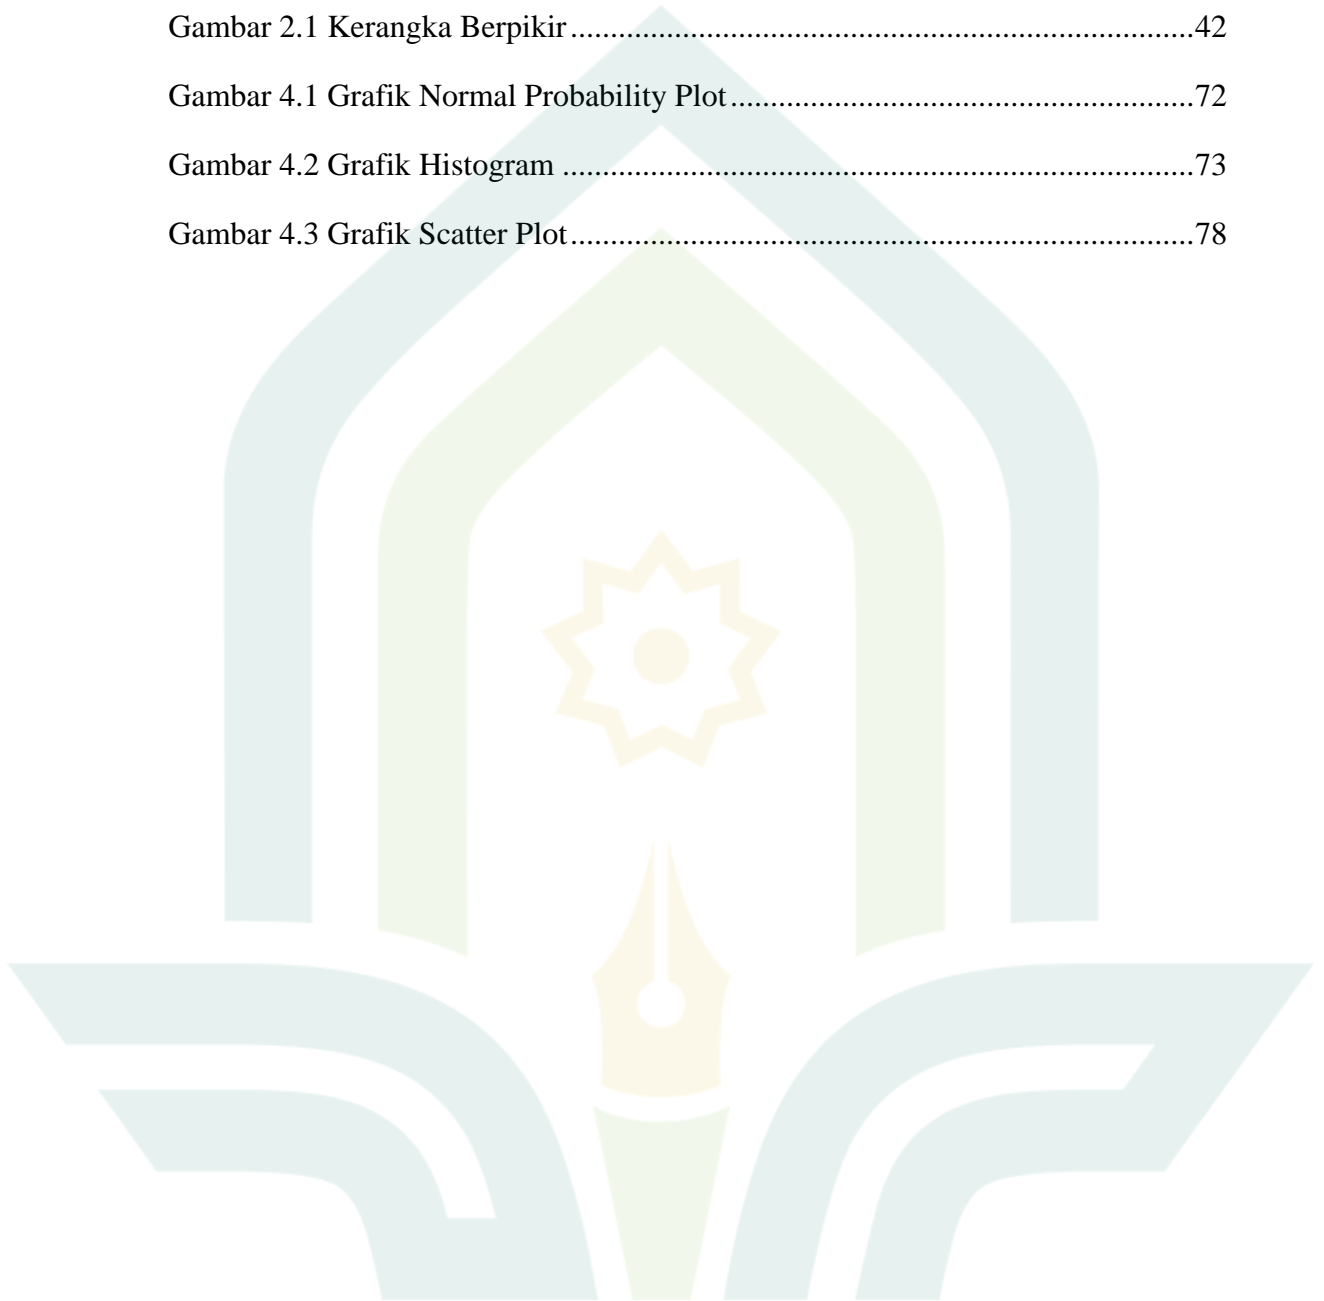 Gambar 2.1 Kerangka Berpikir..............................................................................42
Gambar 4.1 Grafik Normal Probability Plot..........................................................72
Gambar 4.2 Grafik Histogram ...............................................................................73
Gambar 4.3 Grafik Scatter Plot..............................................................................78